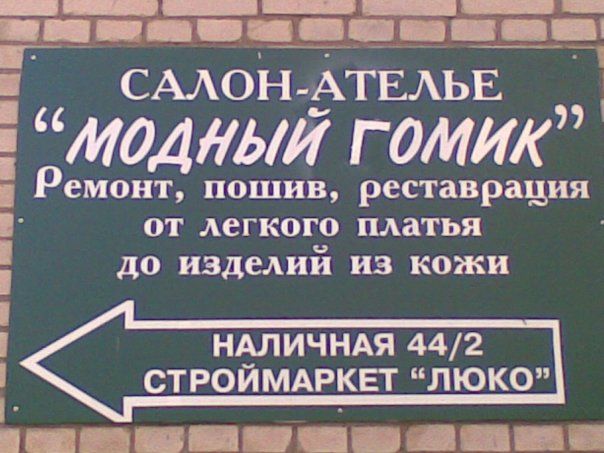 САЛОН-АТЕЛЬЕ
“МОДНЫЙ ГОМИК”
Ремонт, пошив, реставрация
от легкого платья
до изделий из кожи
НАЛИЧНАЯ 44/2
СТРОЙМАРКЕТ “ЛЮКО”